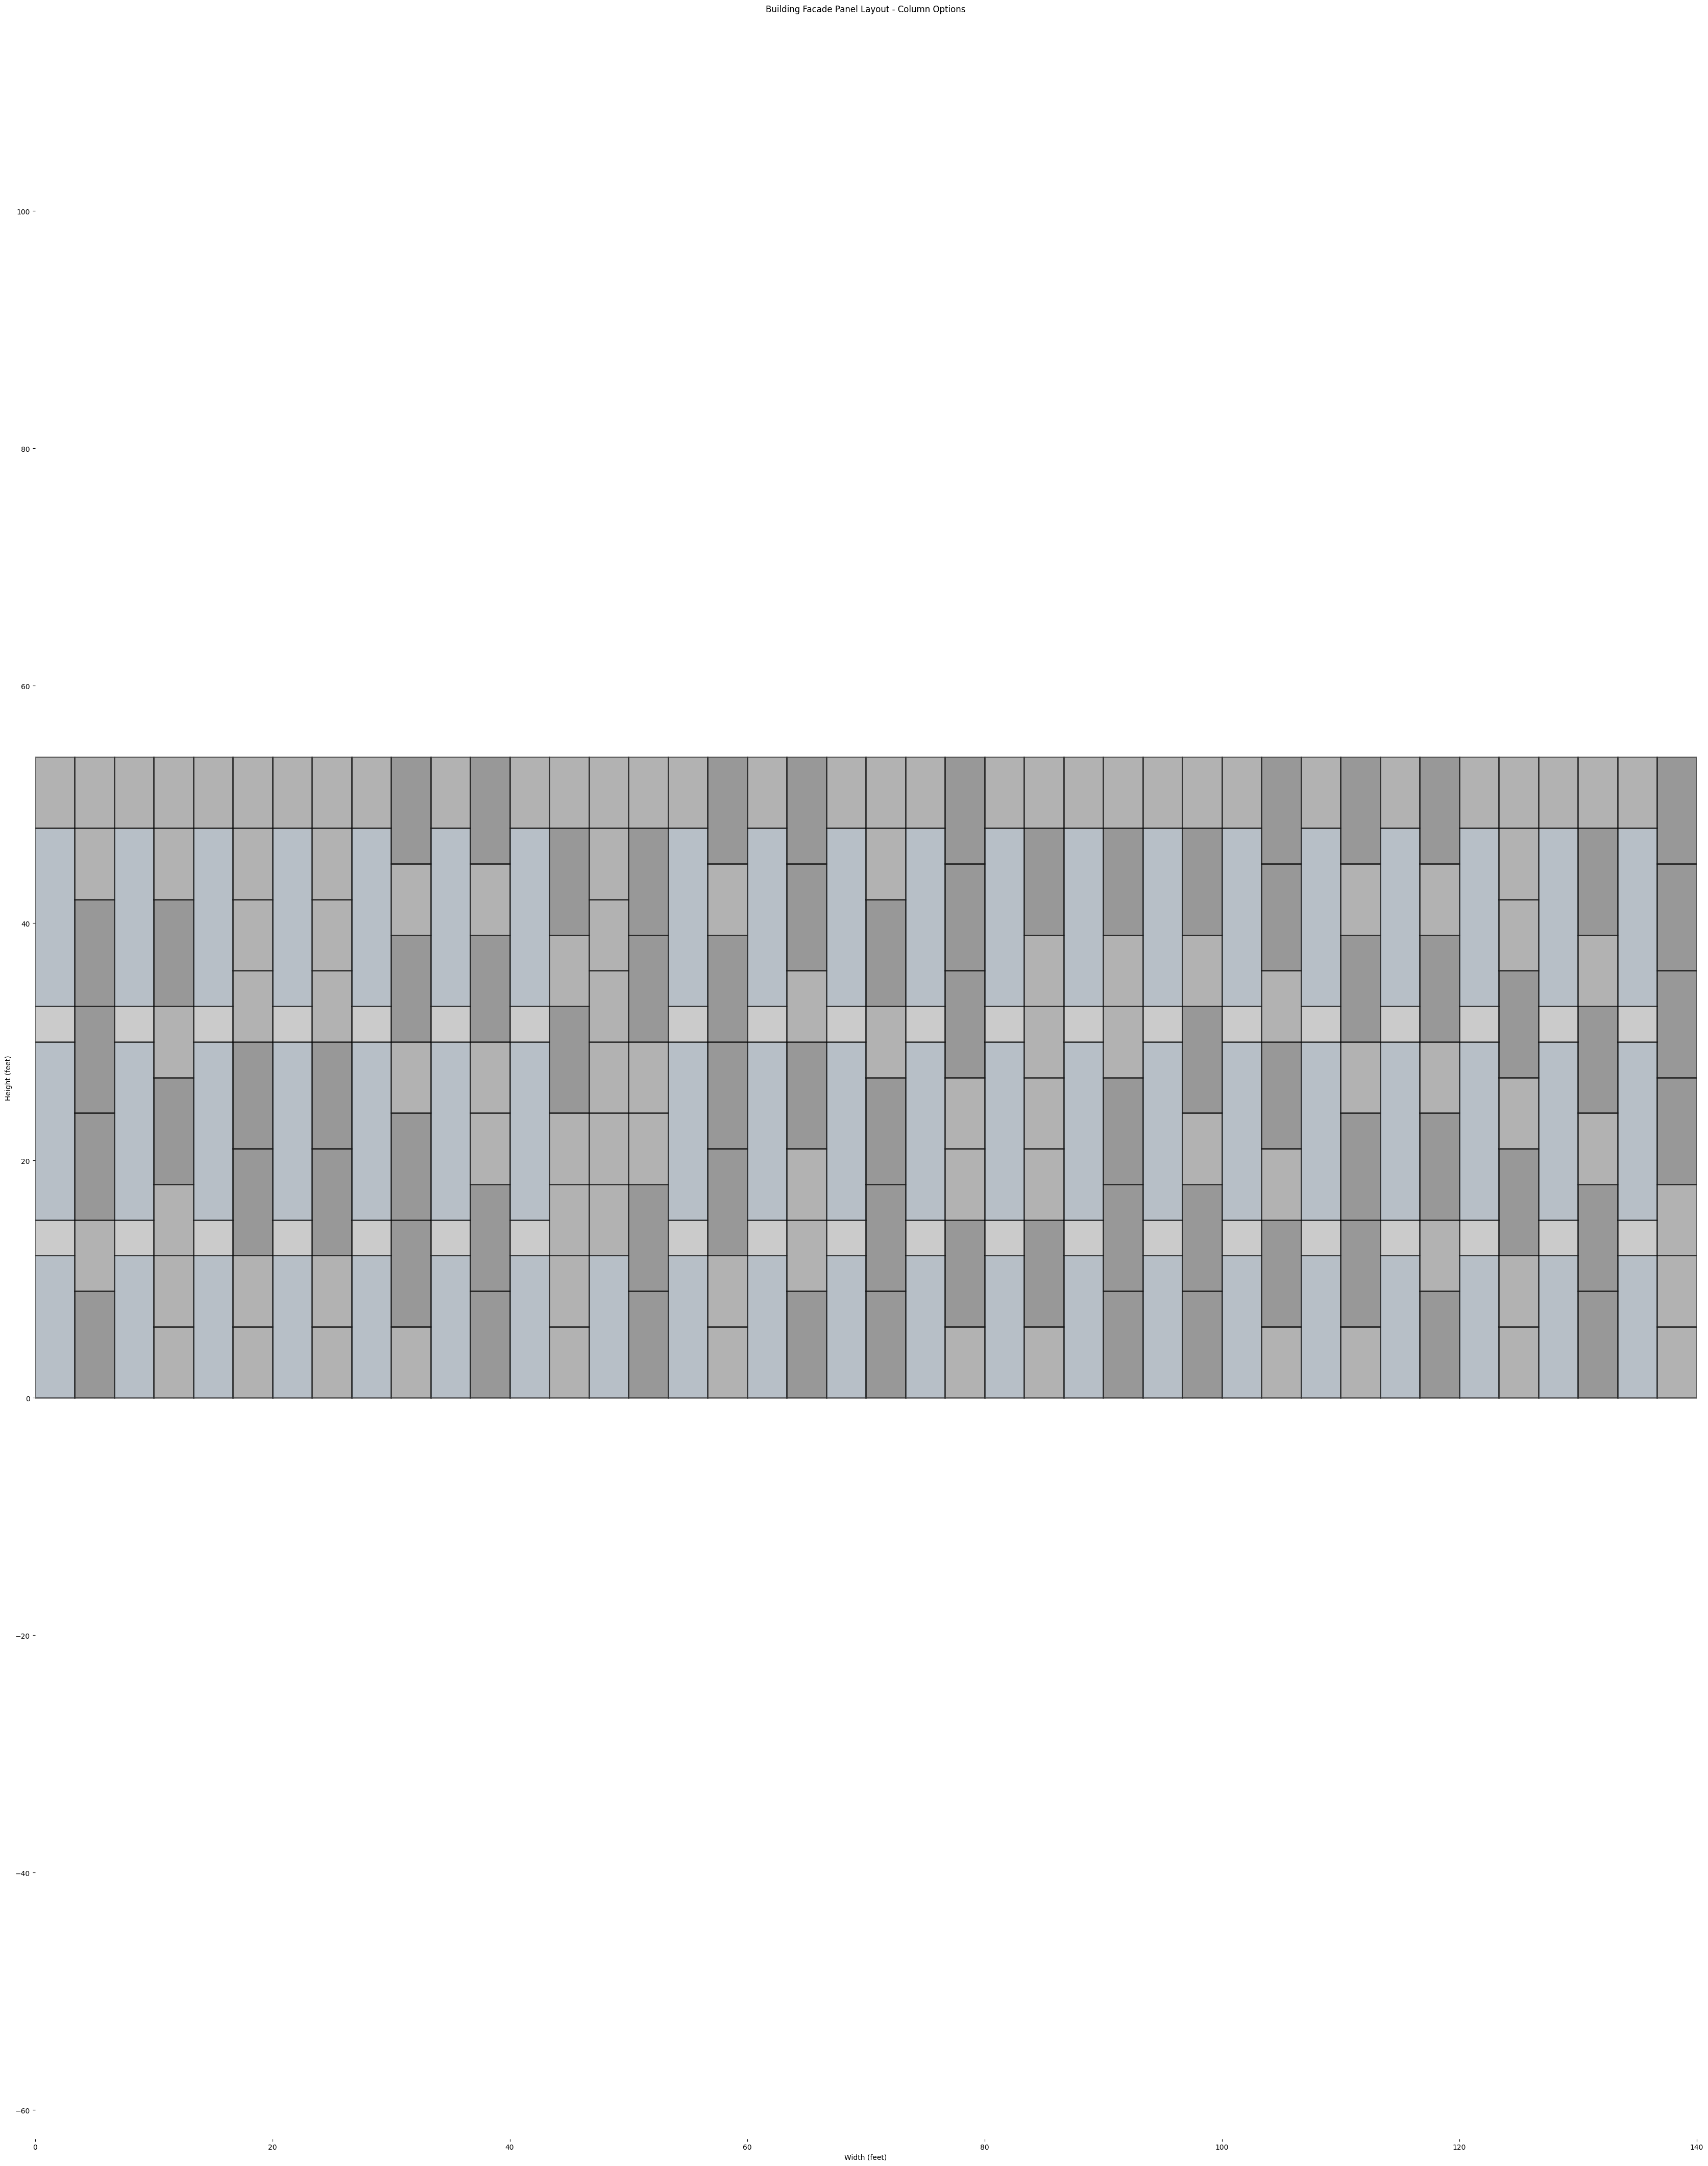 Building Facade Panel Layout - Column Options
100
80
60
40
20
0
−20
−40
−60
Height (feet)
0 20 40 60 80 100 120 140
Width (feet)